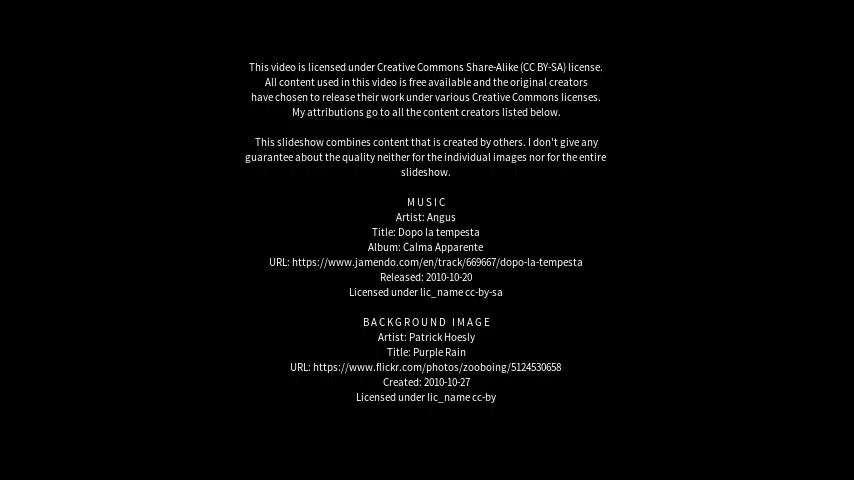 This video is licensed under Creative Commons Share-Alike (CC BY-SA) license.
All content used in this video is free available and the original creators
have chosen to release their work under various Creative Commons licenses.
My attributions go to all the content creators listed below.
This slideshow combines content that is created by others. I don't give any
guarantee about the quality neither for the individual images nor for the entire
slideshow.
MUSIC
Artist: Angus
Title: Dopo la tempesta
Album: Calma Apparente
URL: https://www.jamendo.com/en/track/669667/dopo-la-tempesta
Released: 2010-10-20
Licensed under lic_name cc-by-sa
BACKGROUND IMAGE
Artist: Patrick Hoesly
Title: Purple Rain
URL: https://www.flickr.com/photos/zooboing/5124530658
Created: 2010-10-27
Licensed under lic_name cc-by